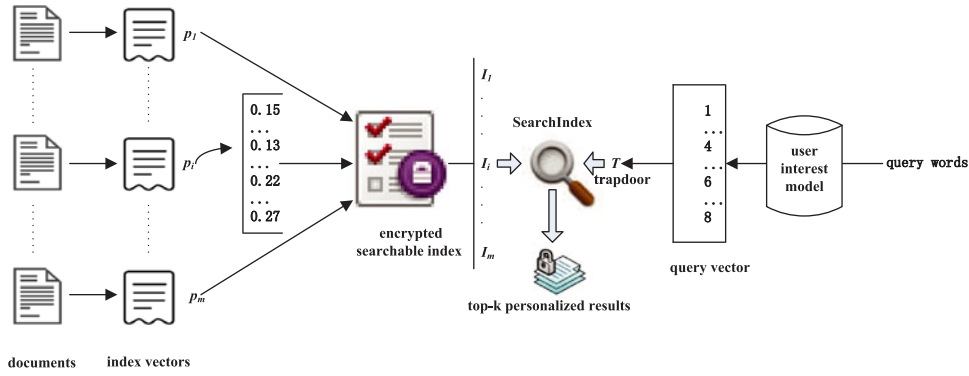 p1
pi
pm
0.15
...
0.13
...
0.22
...
0.27
documents
index vectors
encrypted
searchable index
I1
.
.
.
Ii
.
.
.
Im
SearchIndex
T
trapdoor
top-k personalized results
1
...
4
...
6
...
8
query vector
user
interest
model
query words